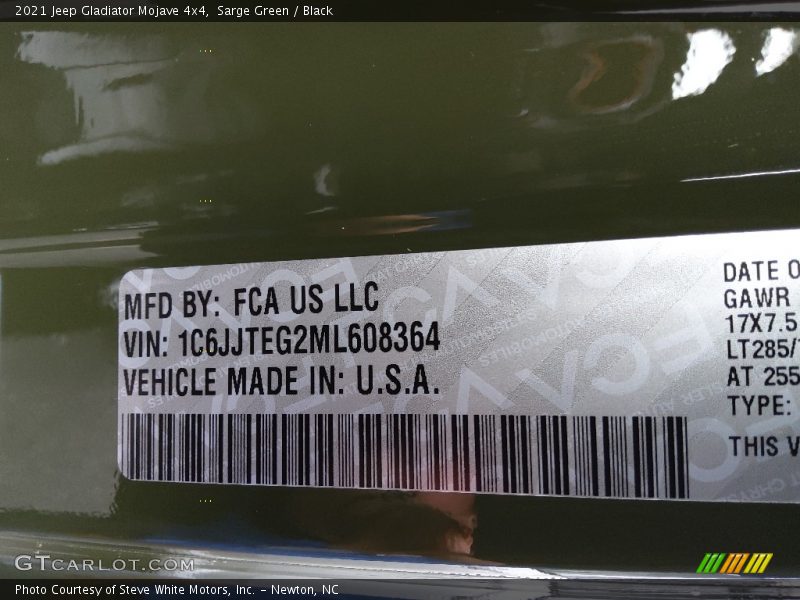 2021 Jeep Gladiator Mojave 4x4, Sarge Green / Black
MFD BY: FCA US LLC
VIN: 1C6JJTEG2ML608364
VEHICLE MADE IN: U.S.A.
DATE O
GAWR
17X7.5
LT285/
AT 255
TYPE:
THIS V
GTCARLOT.COM
Photo Courtesy of Steve White Motors, Inc. – Newton, NC